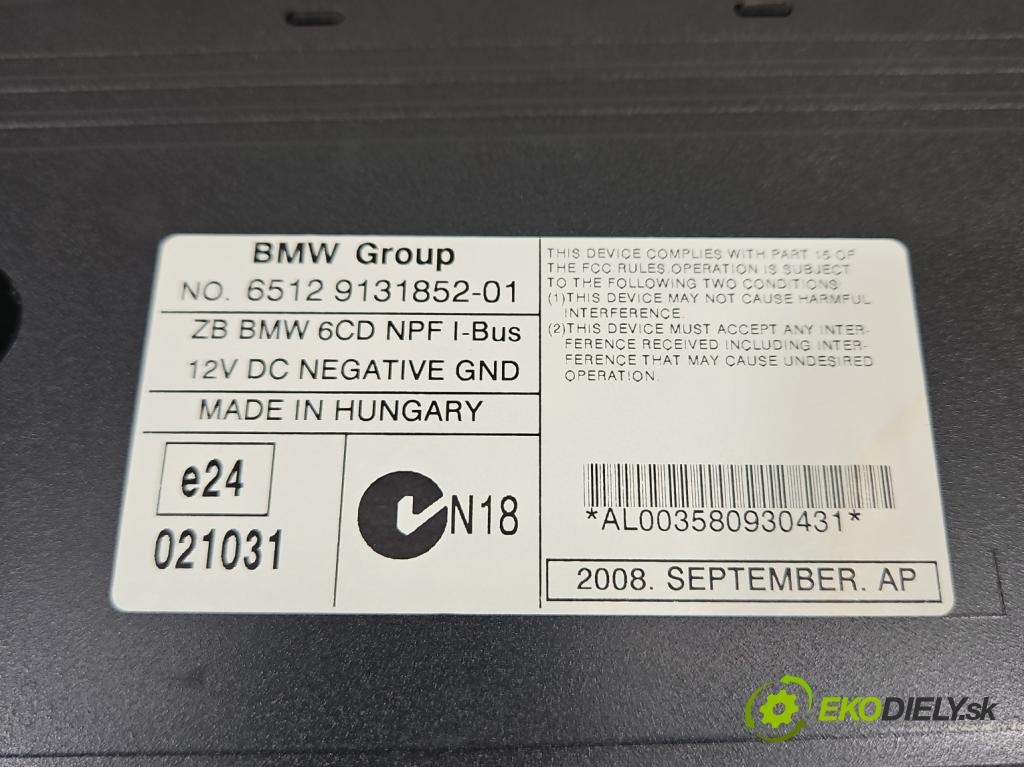 BMW Group
NO. 6512 9131852-01
ZB BMW 6CD NPF I-Bus
12V DC NEGATIVE GND
MADE IN HUNGARY
e24
021031
N18
THIS DEVICE COMPLIES WITH PART 15 OF
THE FCC RULES.OPERATION IS SUBJECT
TO THE FOLLOWING TWO CONDITIONS:
(1)THIS DEVICE MAY NOT CAUSE HARMFUL
INTERFERENCE.
(2)THIS DEVICE MUST ACCEPT ANY INTER-
FERENCE RECEIVED INCLUDING INTER-
FERENCE THAT MAY CAUSE UNDESIRED
OPERATION.
*AL003580930431*
2008. SEPTEMBER. AP
EKODIELY.sk